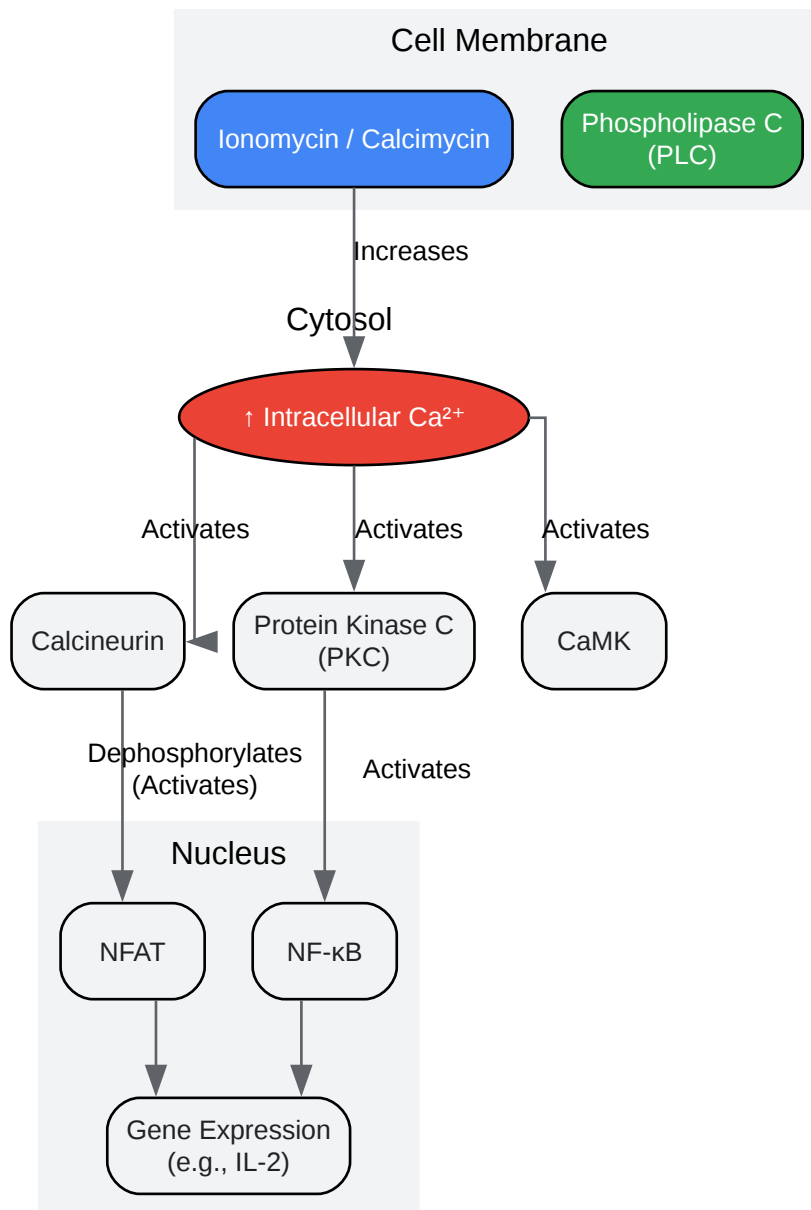 Cell Membrane
Ionomycin / Calcimycin
Phospholipase C
(PLC)
Increases
Cytosol
↑ Intracellular Ca²⁺
Activates
Activates
Activates
Calcineurin
Protein Kinase C
(PKC)
CaMK
Dephosphorylates
(Activates)
Activates
Nucleus
NFAT
NF-κB
Gene Expression
(e.g., IL-2)